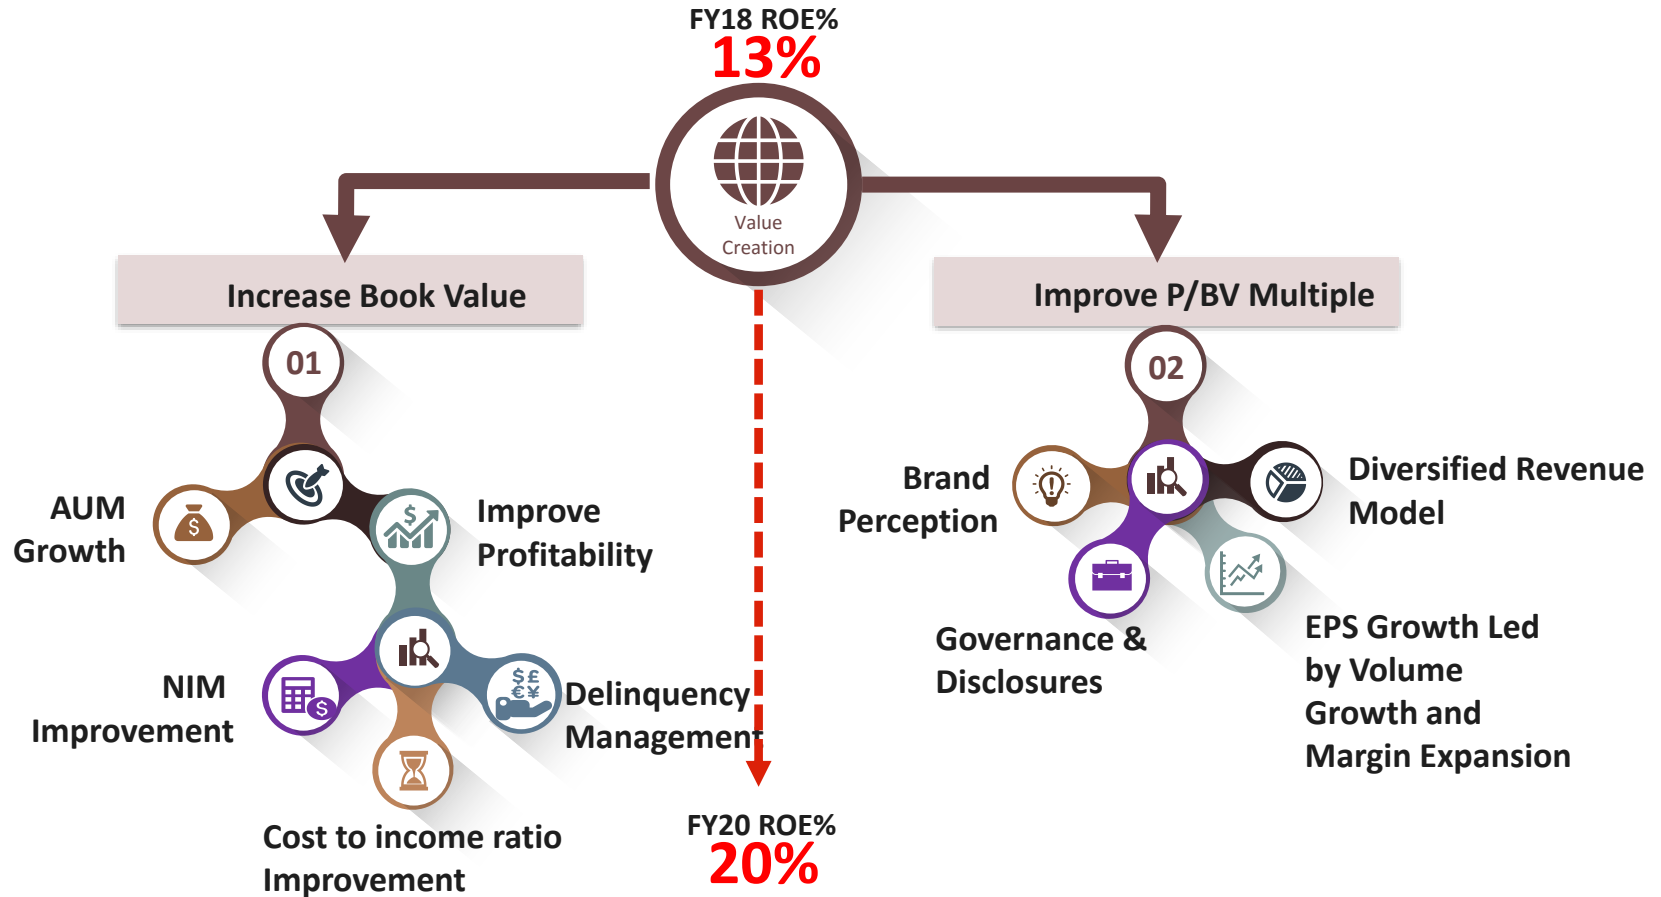 FY18 ROE%
13%
Value
Creation
Increase Book Value
01
AUM
Growth
Improve
Profitability
NIM
Improvement
Delinquency
Management
Cost to income ratio
Improvement
Improve P/BV Multiple
02
Brand
Perception
Diversified Revenue
Model
Governance &
Disclosures
EPS Growth Led
by Volume
Growth and
Margin Expansion
FY20 ROE%
20%